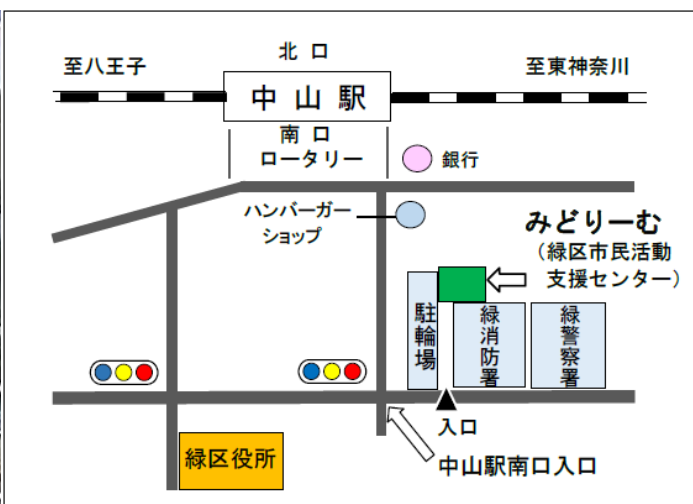 北 口
至八王子
至東神奈川
中 山 駅
南 口
ロータリー
銀行
ハンバーガー
ショップ
みどりーむ
（緑区市民活動
支援センター）
駐輪場
緑消防署
緑警察署
入口
緑区役所
中山駅南口入口